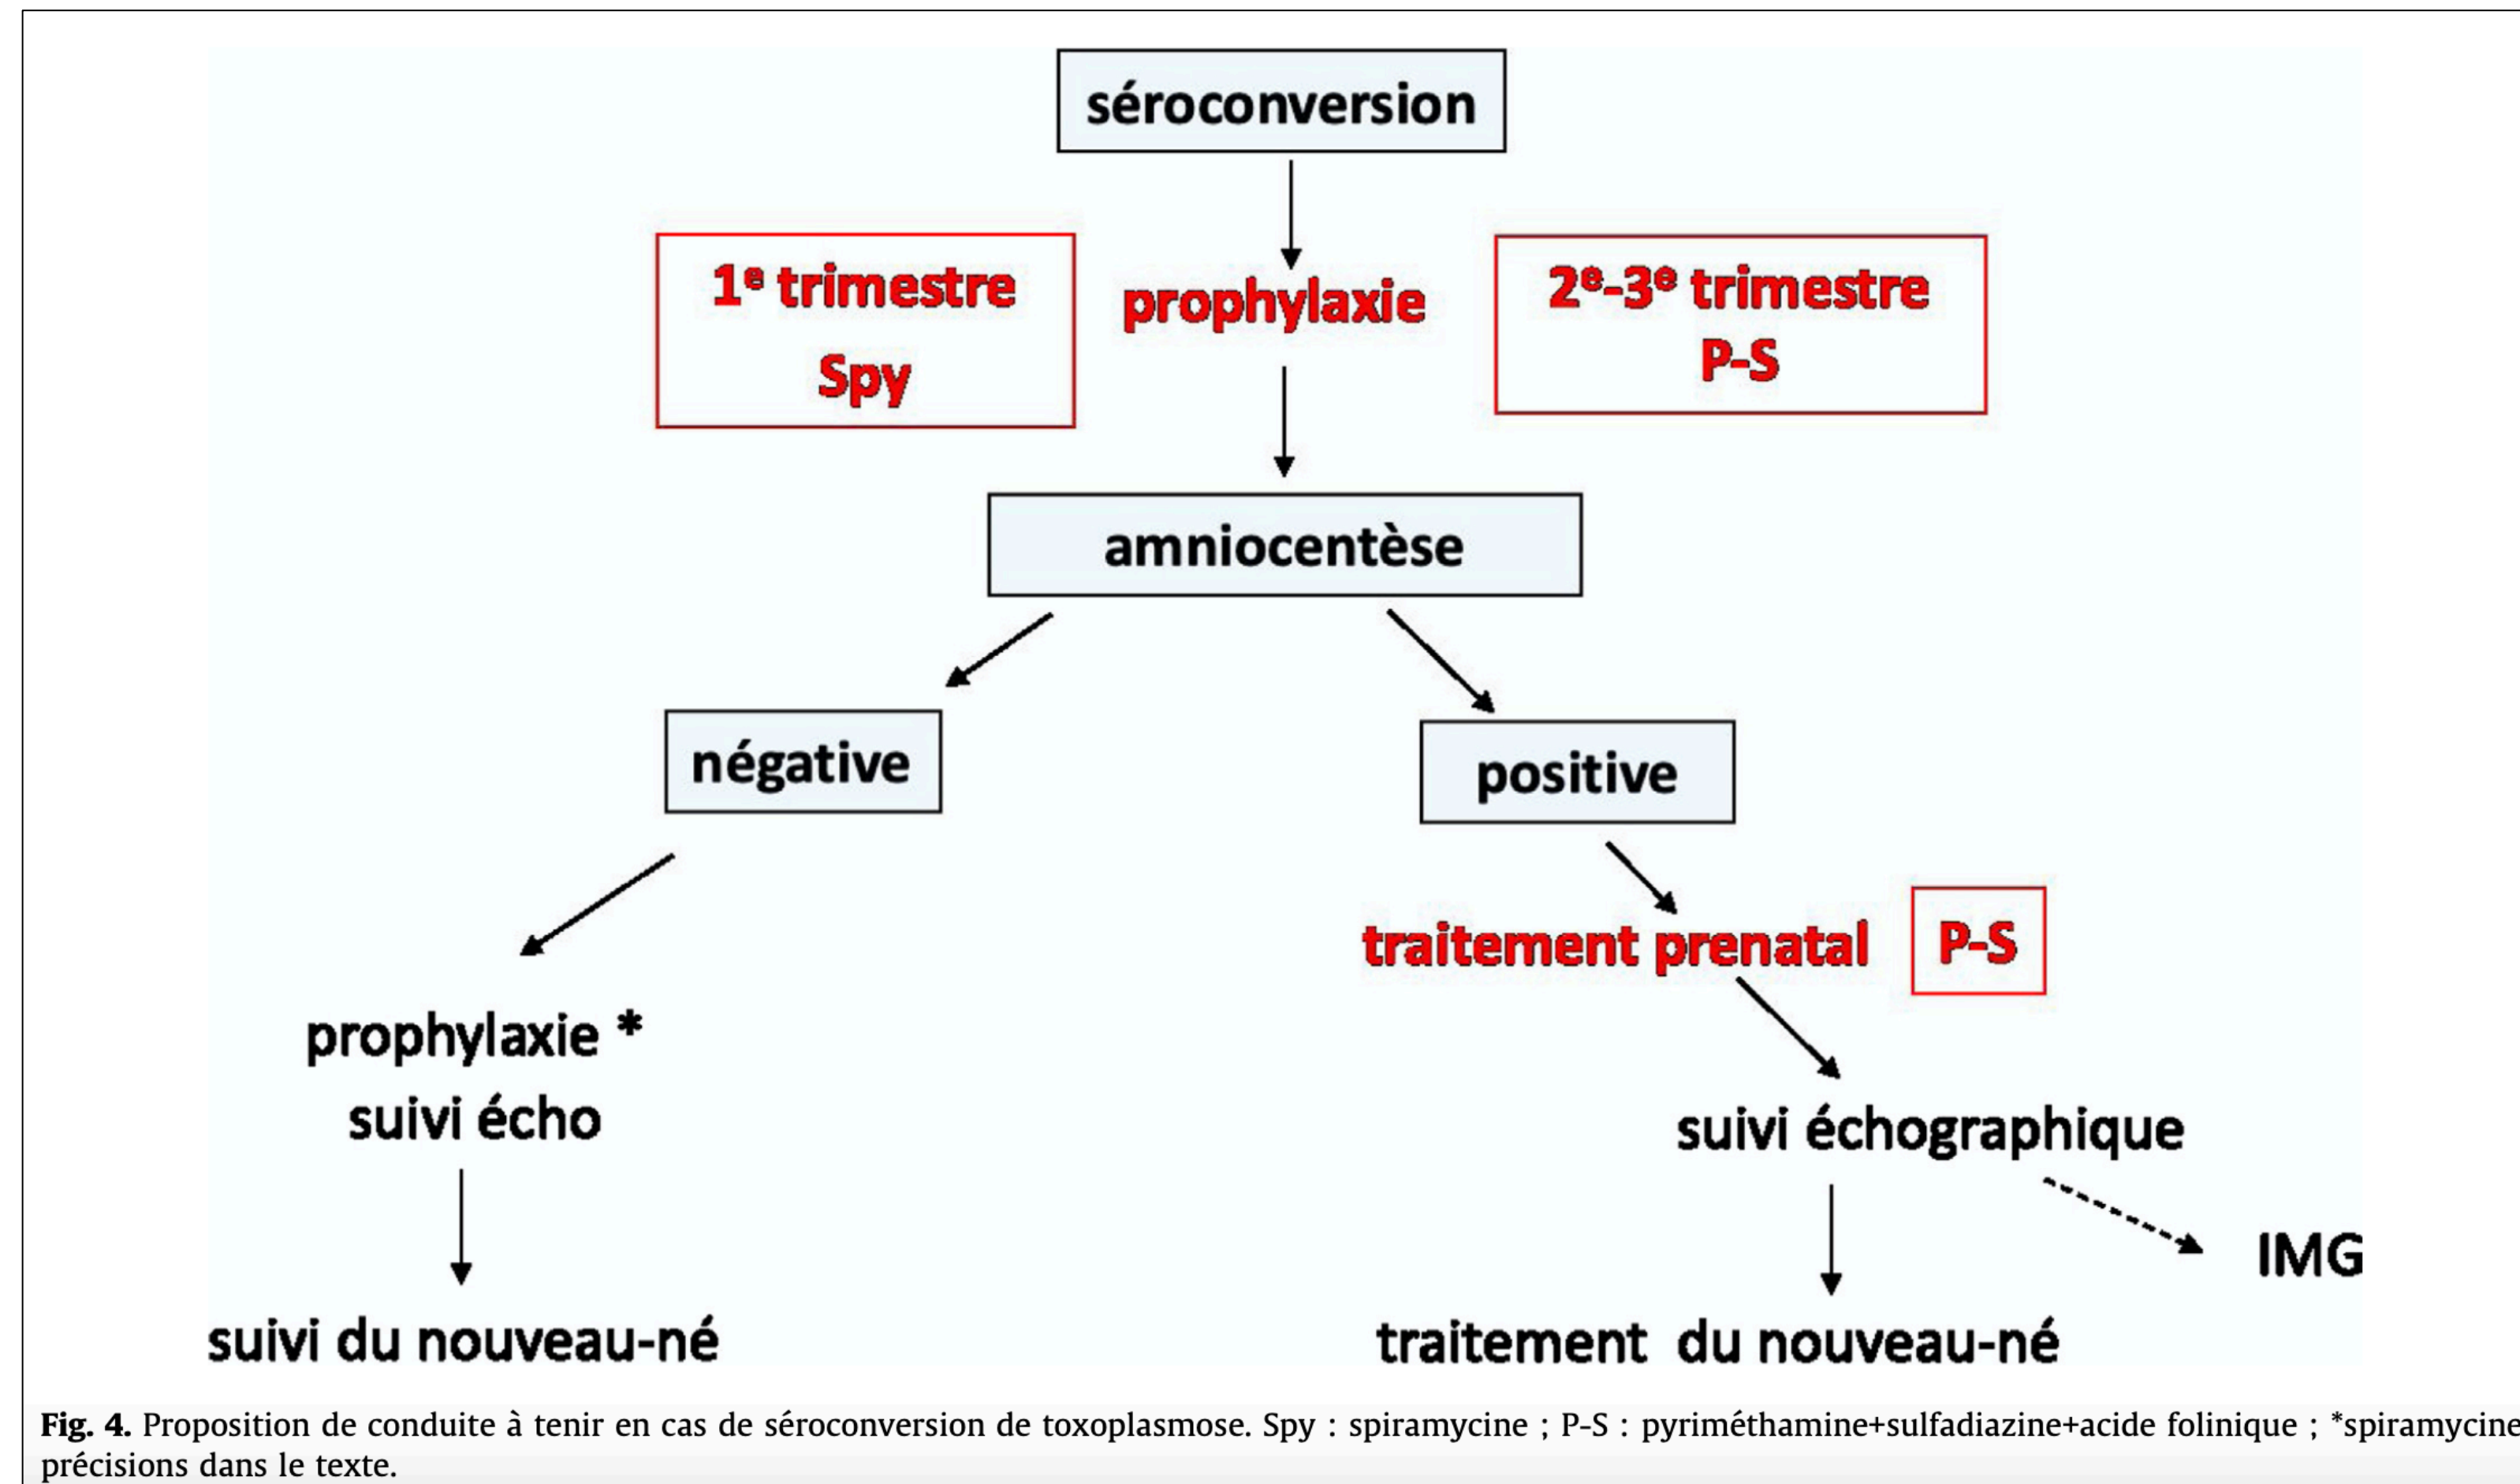 séroconversion
1e trimestre
Spy
prophylaxie
2e-3e trimestre
P-S
amniocentèse
négative
positive
traitement prenatal
P-S
prophylaxie *
suivi écho
suivi échographique
IMG
suivi du nouveau-né
traitement du nouveau-né
Fig. 4. Proposition de conduite à tenir en cas de séroconversion de toxoplasmose. Spy : spiramycine ; P-S : pyriméthamine+sulfadiazine+acide folinique ; *spiramycine
précisions dans le texte.